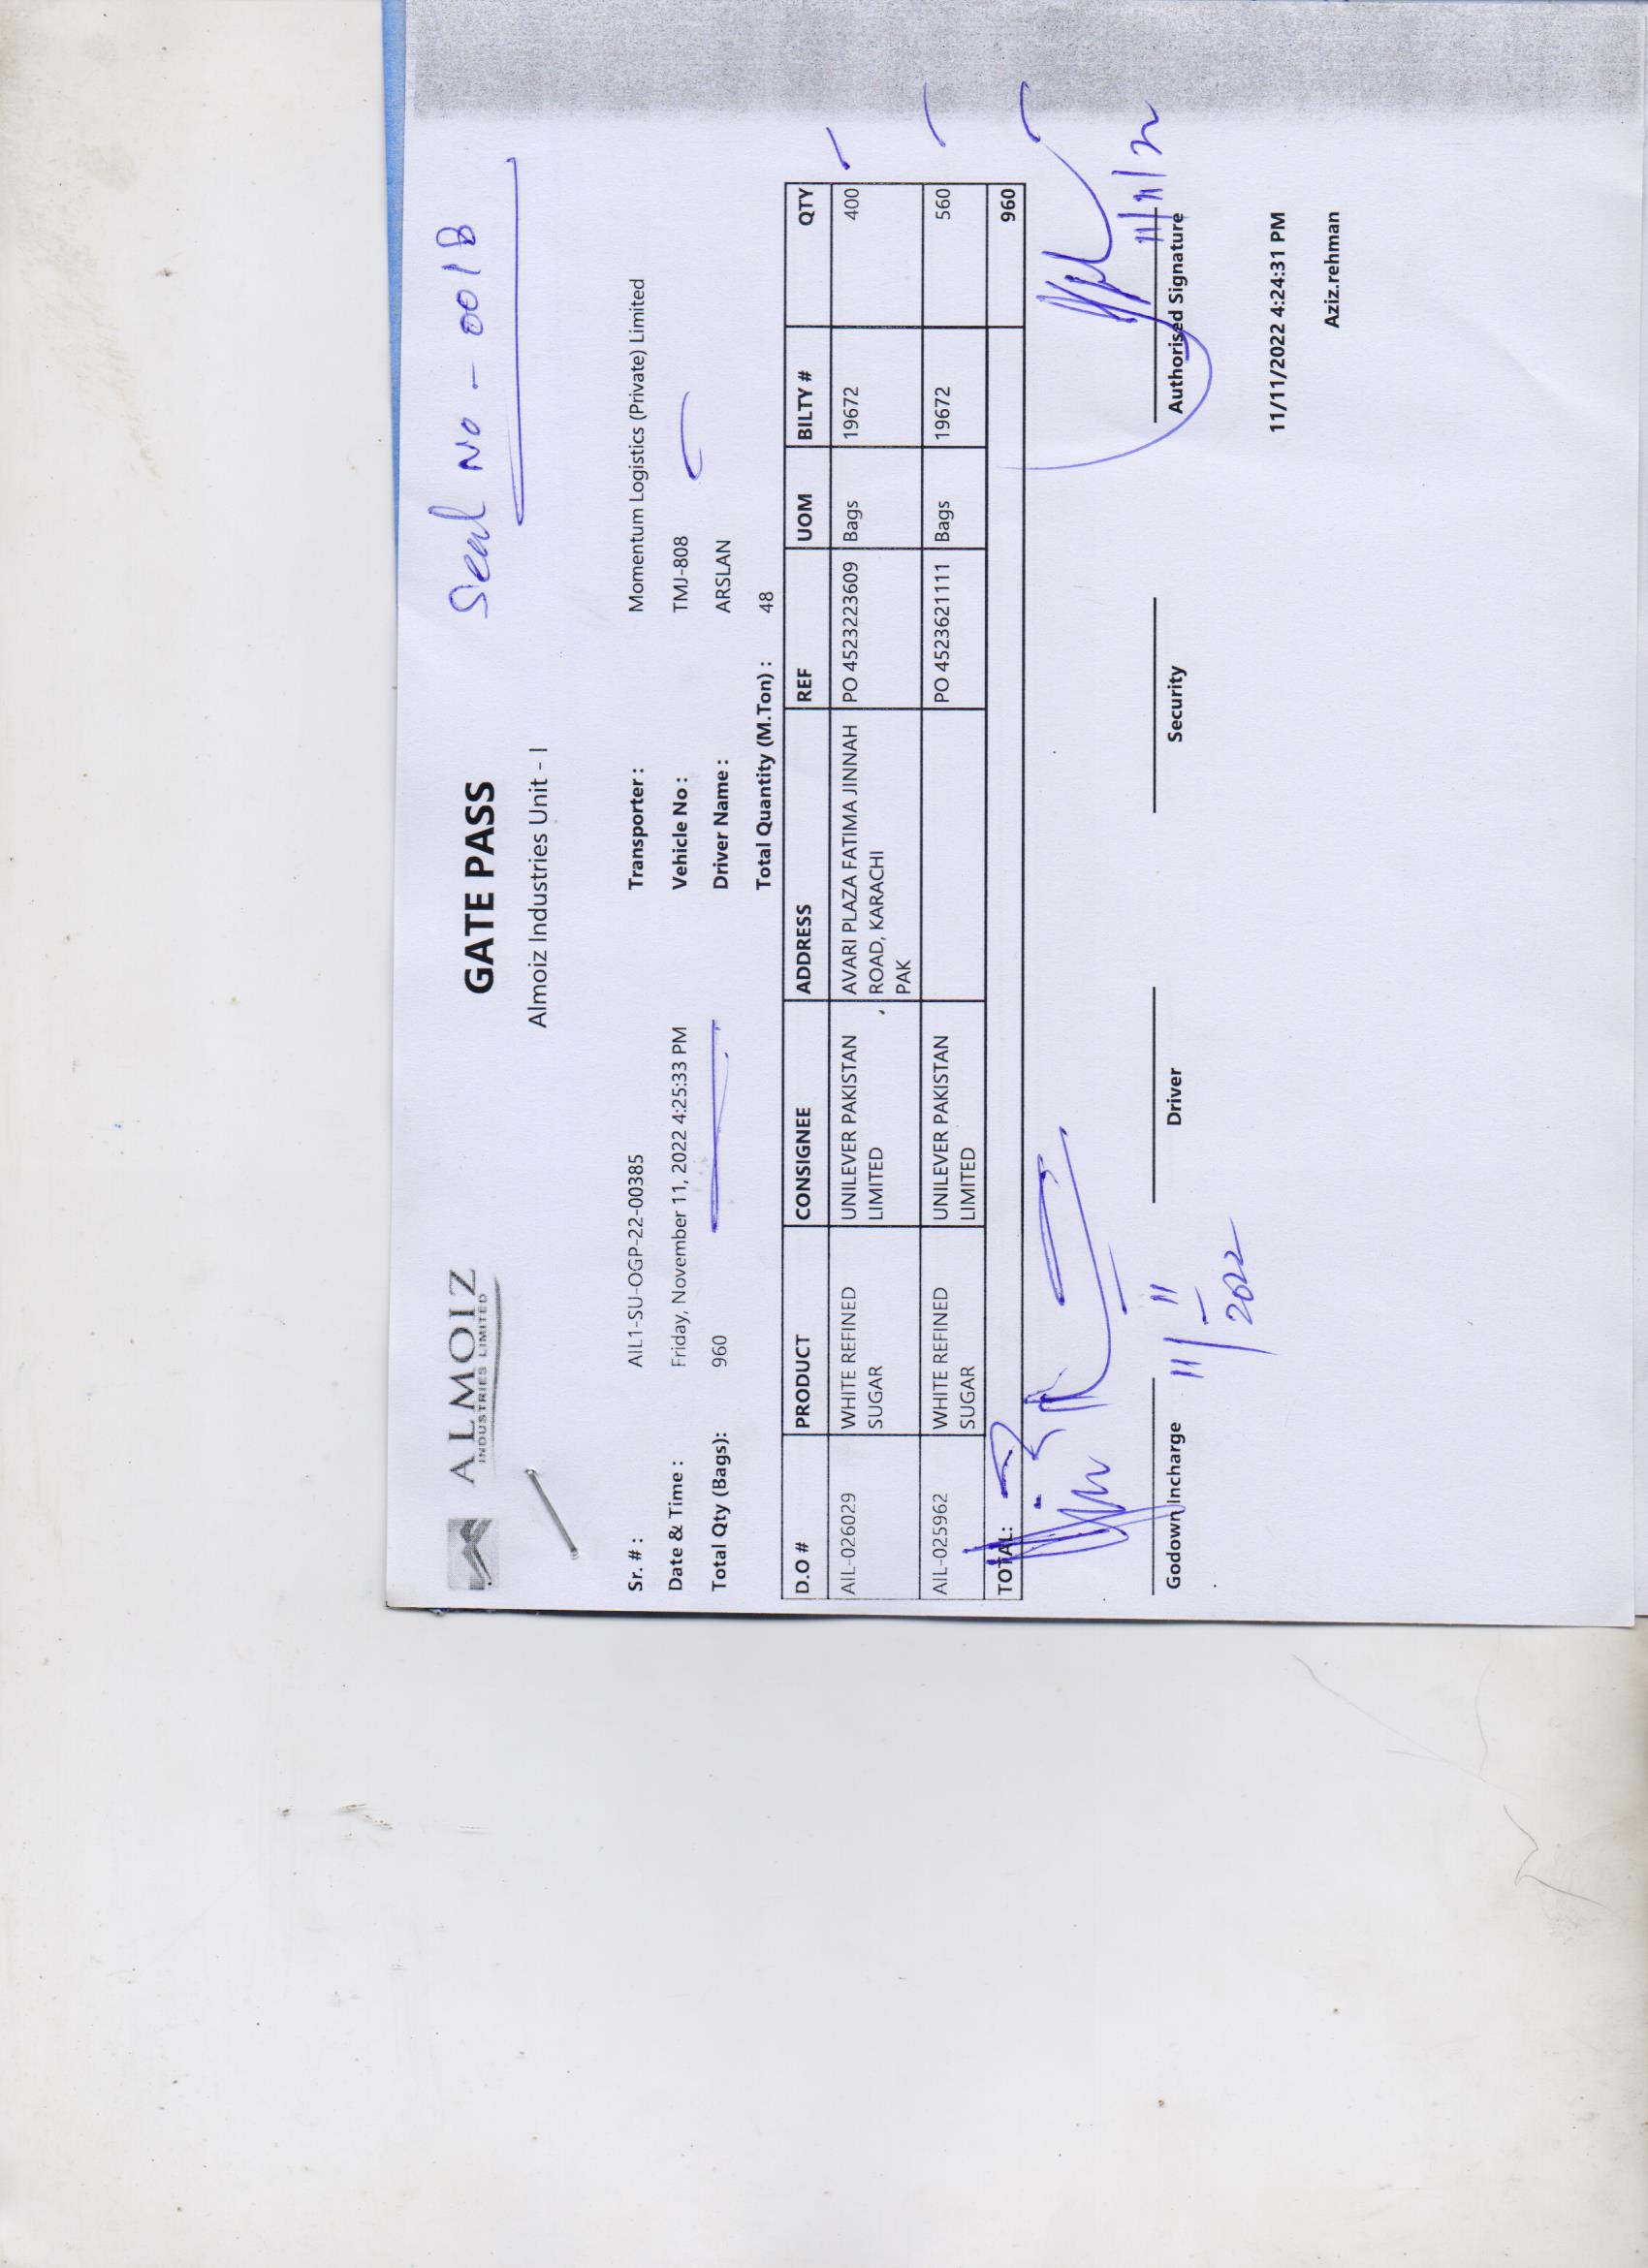 Seal No - 0018
ALMOIZ
INDUSTRIES LIMITED
GATE PASS
Almoiz Industries Unit - I
Sr. # : AIL1-SU-OGP-22-00385 Transporter : Momentum Logistics (Private) Limited
Date & Time : Friday, November 11, 2022 4:25:33 PM Vehicle No : TMJ-808
Total Qty (Bags): 960 Driver Name : ARSLAN
Total Quantity (M.Ton) : 48
D.O # PRODUCT CONSIGNEE ADDRESS REF UOM BILTY # QTY
AIL-026029 WHITE REFINED UNILEVER PAKISTAN AVARI PLAZA FATIMA JINNAH PO 4523223609 Bags 19672 400
SUGAR LIMITED ROAD, KARACHI
PAK
AIL-025962 WHITE REFINED UNILEVER PAKISTAN PO 4523621111 Bags 19672 560
SUGAR LIMITED
TOTAL: 960
11/11/22
Godown Incharge Driver Security Authorised Signature
11/11
2022
11/11/2022 4:24:31 PM
Aziz.rehman